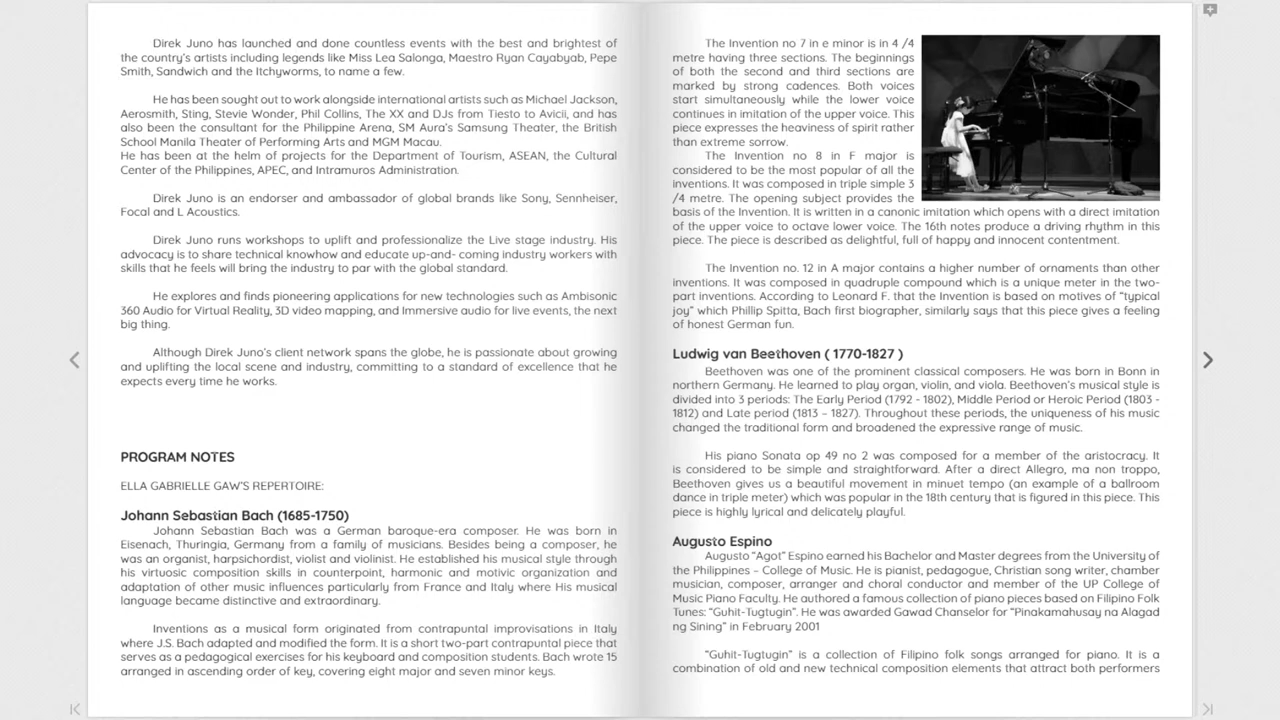 Direk Juno has launched and done countless events with the best and brightest of
the country's artists including legends like Miss Lea Salonga, Maestro Ryan Cayabyab, Pepe
Smith, Sandwich and the Itchyworms, to name a few.
He has been sought out to work alongside international artists such as Michael Jackson,
Aerosmith, Sting, Stevie Wonder, Phil Collins, The XX and DJs from Tiesto to Avicii, and has
also been the consultant for the Philippine Arena, SM Aura's Samsung Theater, the British
School Manila Theater of Performing Arts and MGM Macau.
He has been at the helm of projects for the Department of Tourism, ASEAN, the Cultural
Center of the Philippines, APEC, and Intramuros Administration.
Direk Juno is an endorser and ambassador of global brands like Sony, Sennheiser,
Focal and L Acoustics.
Direk Juno runs workshops to uplift and professionalize the Live stage industry. His
advocacy is to share technical knowhow and educate up-and- coming industry workers with
skills that he feels will bring the industry to par with the global standard.
He explores and finds pioneering applications for new technologies such as Ambisonic
360 Audio for Virtual Reality, 3D video mapping, and Immersive audio for live events, the next
big thing.
Although Direk Juno's client network spans the globe, he is passionate about growing
and uplifting the local scene and industry, committing to a standard of excellence that he
expects every time he works.
PROGRAM NOTES
ELLA GABRIELLE GAW'S REPERTOIRE:
Johann Sebastian Bach (1685-1750)
Johann Sebastian Bach was a German baroque-era composer. He was born in
Eisenach, Thuringia, Germany from a family of musicians. Besides being a composer, he
was an organist, harpsichordist, violist and violinist. He established his musical style through
his virtuosic composition skills in counterpoint, harmonic and motivic organization and
adaptation of other music influences particularly from France and Italy where His musical
language became distinctive and extraordinary.
Inventions as a musical form originated from contrapuntal improvisations in Italy
where J.S. Bach adapted and modified the form. It is a short two-part contrapuntal piece that
serves as a pedagogical exercises for his keyboard and composition students. Bach wrote 15
arranged in ascending order of key, covering eight major and seven minor keys.
The Invention no 7 in e minor is in 4 /4
metre having three sections. The beginnings
of both the second and third sections are
marked by strong cadences. Both voices
start simultaneously while the lower voice
continues in imitation of the upper voice. This
piece expresses the heaviness of spirit rather
than extreme sorrow.
The Invention no 8 in F major is
considered to be the most popular of all the
inventions. It was composed in triple simple 3
/4 metre. The opening subject provides the
basis of the Invention. It is written in a canonic imitation which opens with a direct imitation
of the upper voice to octave lower voice. The 16th notes produce a driving rhythm in this
piece. The piece is described as delightful, full of happy and innocent contentment.
The Invention no. 12 in A major contains a higher number of ornaments than other
inventions. It was composed in quadruple compound which is a unique meter in the two-
part inventions. According to Leonard F. that the Invention is based on motives of "typical
joy" which Phillip Spitta, Bach first biographer, similarly says that this piece gives a feeling
of honest German fun.
Ludwig van Beethoven ( 1770-1827 )
Beethoven was one of the prominent classical composers. He was born in Bonn in
northern Germany. He learned to play organ, violin, and viola. Beethoven's musical style is
divided into 3 periods: The Early Period (1792 - 1802), Middle Period or Heroic Period (1803 -
1812) and Late period (1813 – 1827). Throughout these periods, the uniqueness of his music
changed the traditional form and broadened the expressive range of music.
His piano Sonata op 49 no 2 was composed for a member of the aristocracy. It
is considered to be simple and straightforward. After a direct Allegro, ma non troppo,
Beethoven gives us a beautiful movement in minuet tempo (an example of a ballroom
dance in triple meter) which was popular in the 18th century that is figured in this piece. This
piece is highly lyrical and delicately playful.
Augusto Espino
Augusto "Agot" Espino earned his Bachelor and Master degrees from the University of
the Philippines – College of Music. He is pianist, pedagogue, Christian song writer, chamber
musician, composer, arranger and choral conductor and member of the UP College of
Music Piano Faculty. He authored a famous collection of piano pieces based on Filipino Folk
Tunes: "Guhit-Tugtugin". He was awarded Gawad Chanselor for "Pinakamahusay na Alagad
ng Sining" in February 2001
"Guhit-Tugtugin" is a collection of Filipino folk songs arranged for piano. It is a
combination of old and new technical composition elements that attract both performers